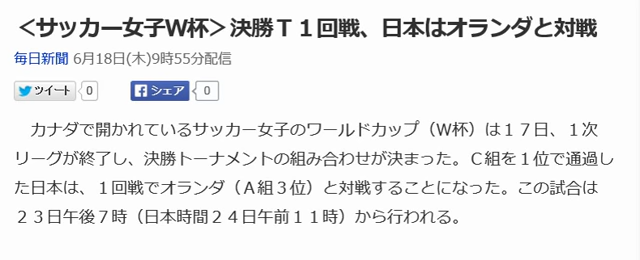 ＜サッカー女子W杯＞決勝Ｔ１回戦、日本はオランダと対戦
毎日新聞 6月18日(木)9時55分配信
ツイート 0 シェア 0
カナダで開かれているサッカー女子のワールドカップ（W杯）は１７日、１次
リーグが終了し、決勝トーナメントの組み合わせが決まった。Ｃ組を１位で通過し
た日本は、１回戦でオランダ（Ａ組３位）と対戦することになった。この試合は
２３日午後７時（日本時間２４日午前１１時）から行われる。